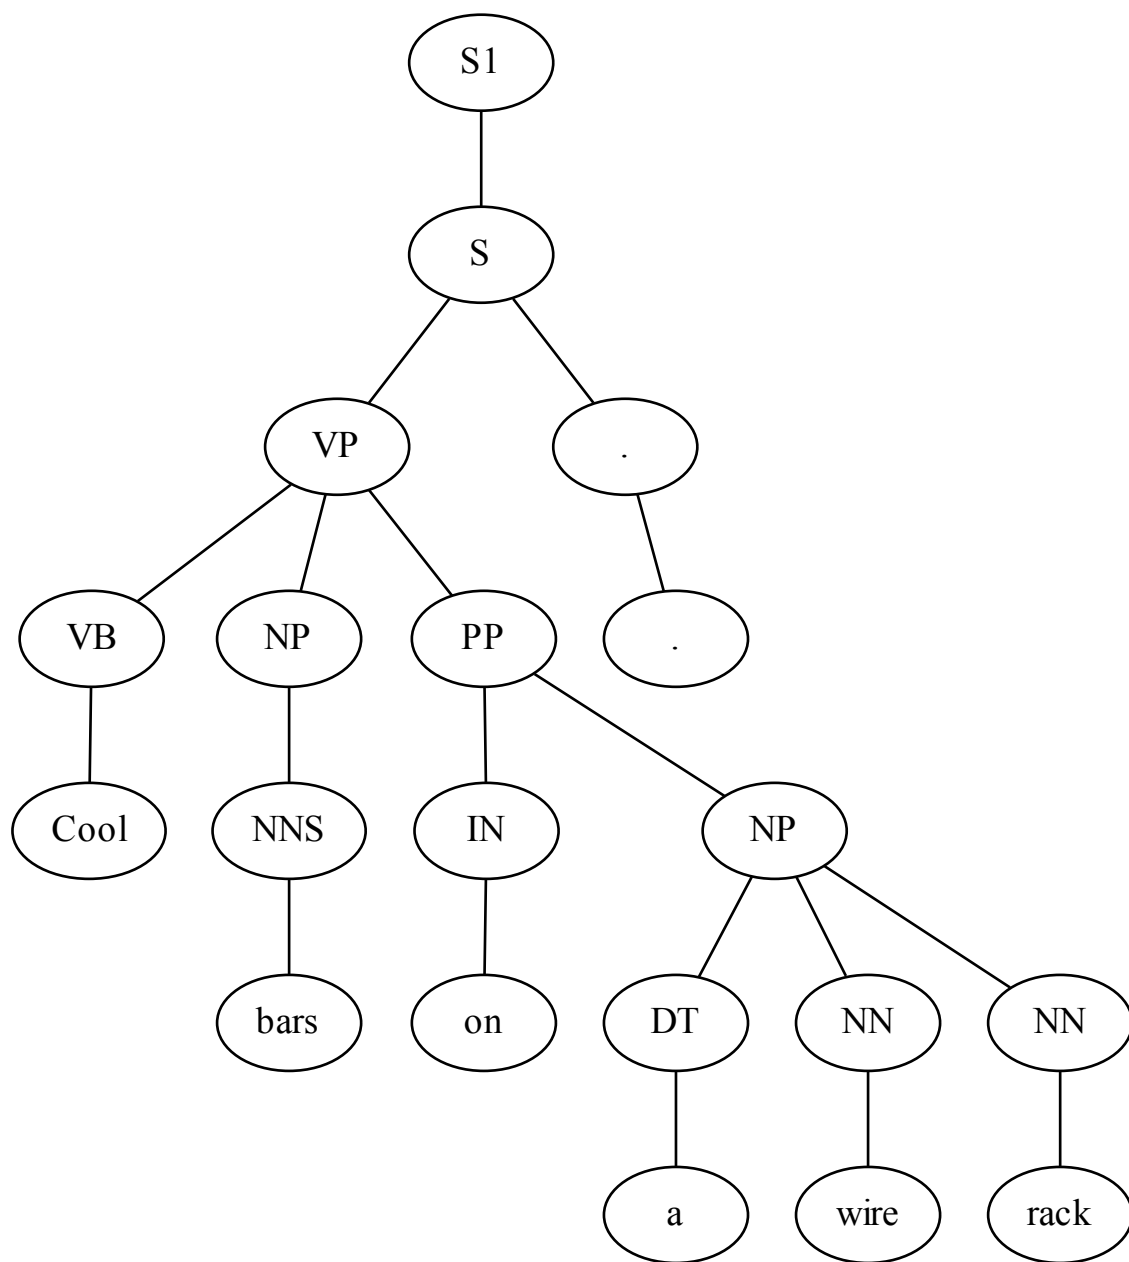 S1
S
VP .
VB NP PP .
Cool NNS IN NP
bars on DT NN NN
a wire rack